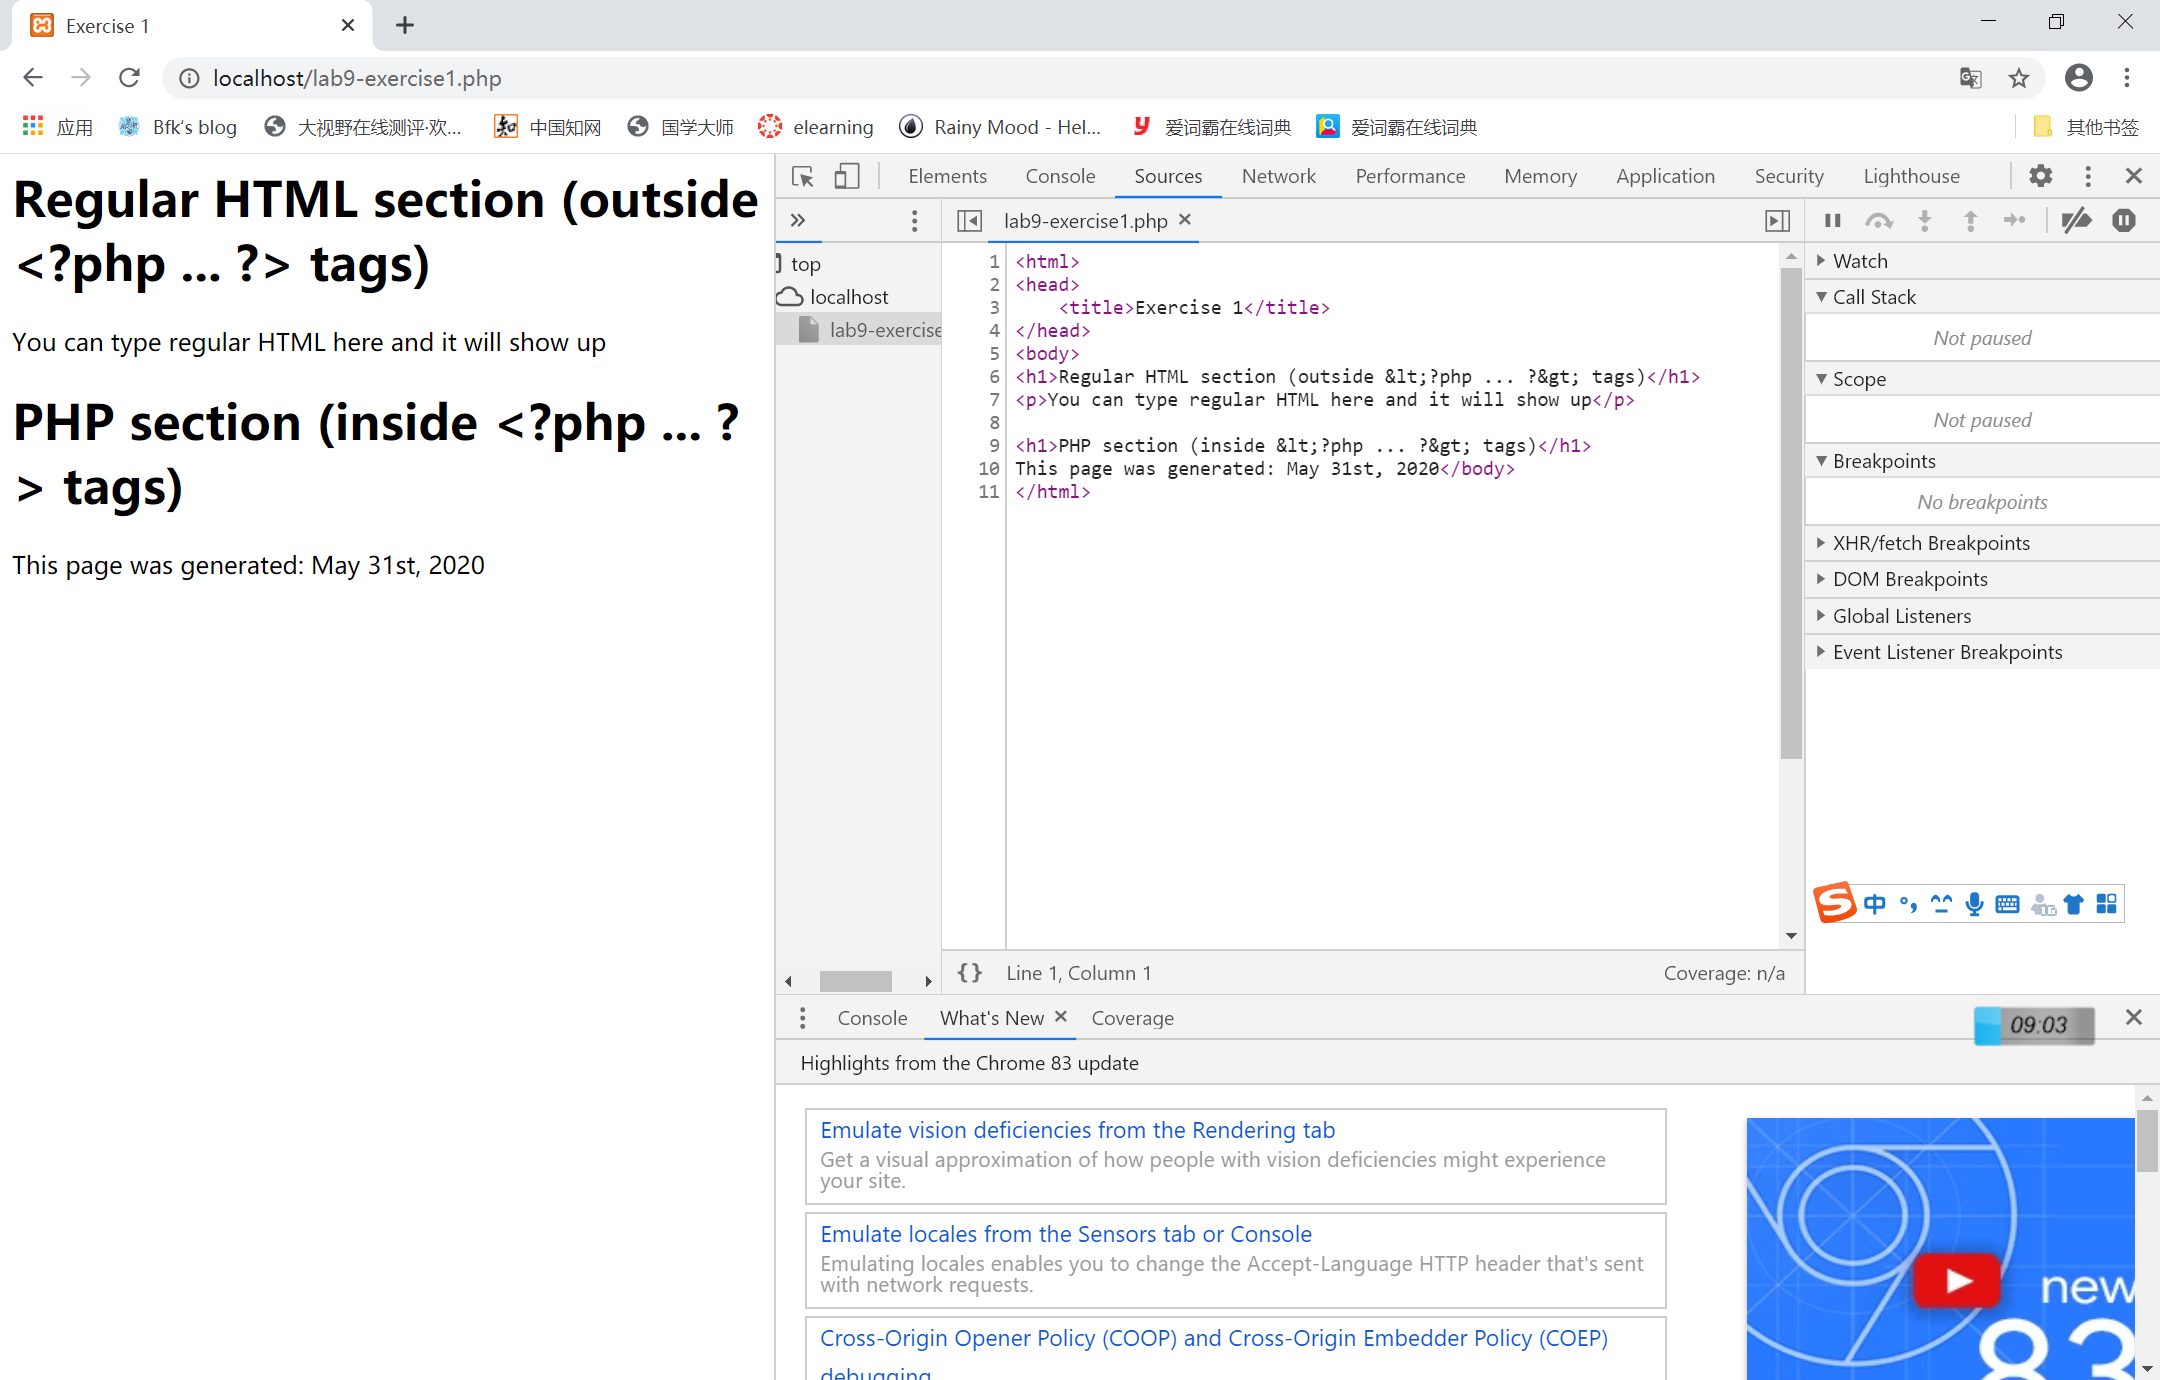 Exercise 1
localhost/lab9-exercise1.php
应用
Bfk's blog
大视野在线测评·欢...
中国知网
国学大师
elearning
Rainy Mood - Hel...
爱词霸在线词典
爱词霸在线词典
其他书签
Regular HTML section (outside
<?php ... ?> tags)
You can type regular HTML here and it will show up
PHP section (inside <?php ... ?
> tags)
This page was generated: May 31st, 2020
Elements
Console
Sources
Network
Performance
Memory
Application
Security
Lighthouse
top
localhost
lab9-exercise
lab9-exercise1.php
1 <html>
2 <head>
3 <title>Exercise 1</title>
4 </head>
5 <body>
6 <h1>Regular HTML section (outside &lt;?php ... ?&gt; tags)</h1>
7 <p>You can type regular HTML here and it will show up</p>
8
9 <h1>PHP section (inside &lt;?php ... ?&gt; tags)</h1>
10 This page was generated: May 31st, 2020</body>
11 </html>
{} Line 1, Column 1
Coverage: n/a
Watch
Call Stack
Not paused
Scope
Not paused
Breakpoints
No breakpoints
XHR/fetch Breakpoints
DOM Breakpoints
Global Listeners
Event Listener Breakpoints
中
Console
What's New
Coverage
09:03
Highlights from the Chrome 83 update
Emulate vision deficiencies from the Rendering tab
Get a visual approximation of how people with vision deficiencies might experience
your site.
Emulate locales from the Sensors tab or Console
Emulating locales enables you to change the Accept-Language HTTP header that's sent
with network requests.
Cross-Origin Opener Policy (COOP) and Cross-Origin Embedder Policy (COEP)
debugging
new
83